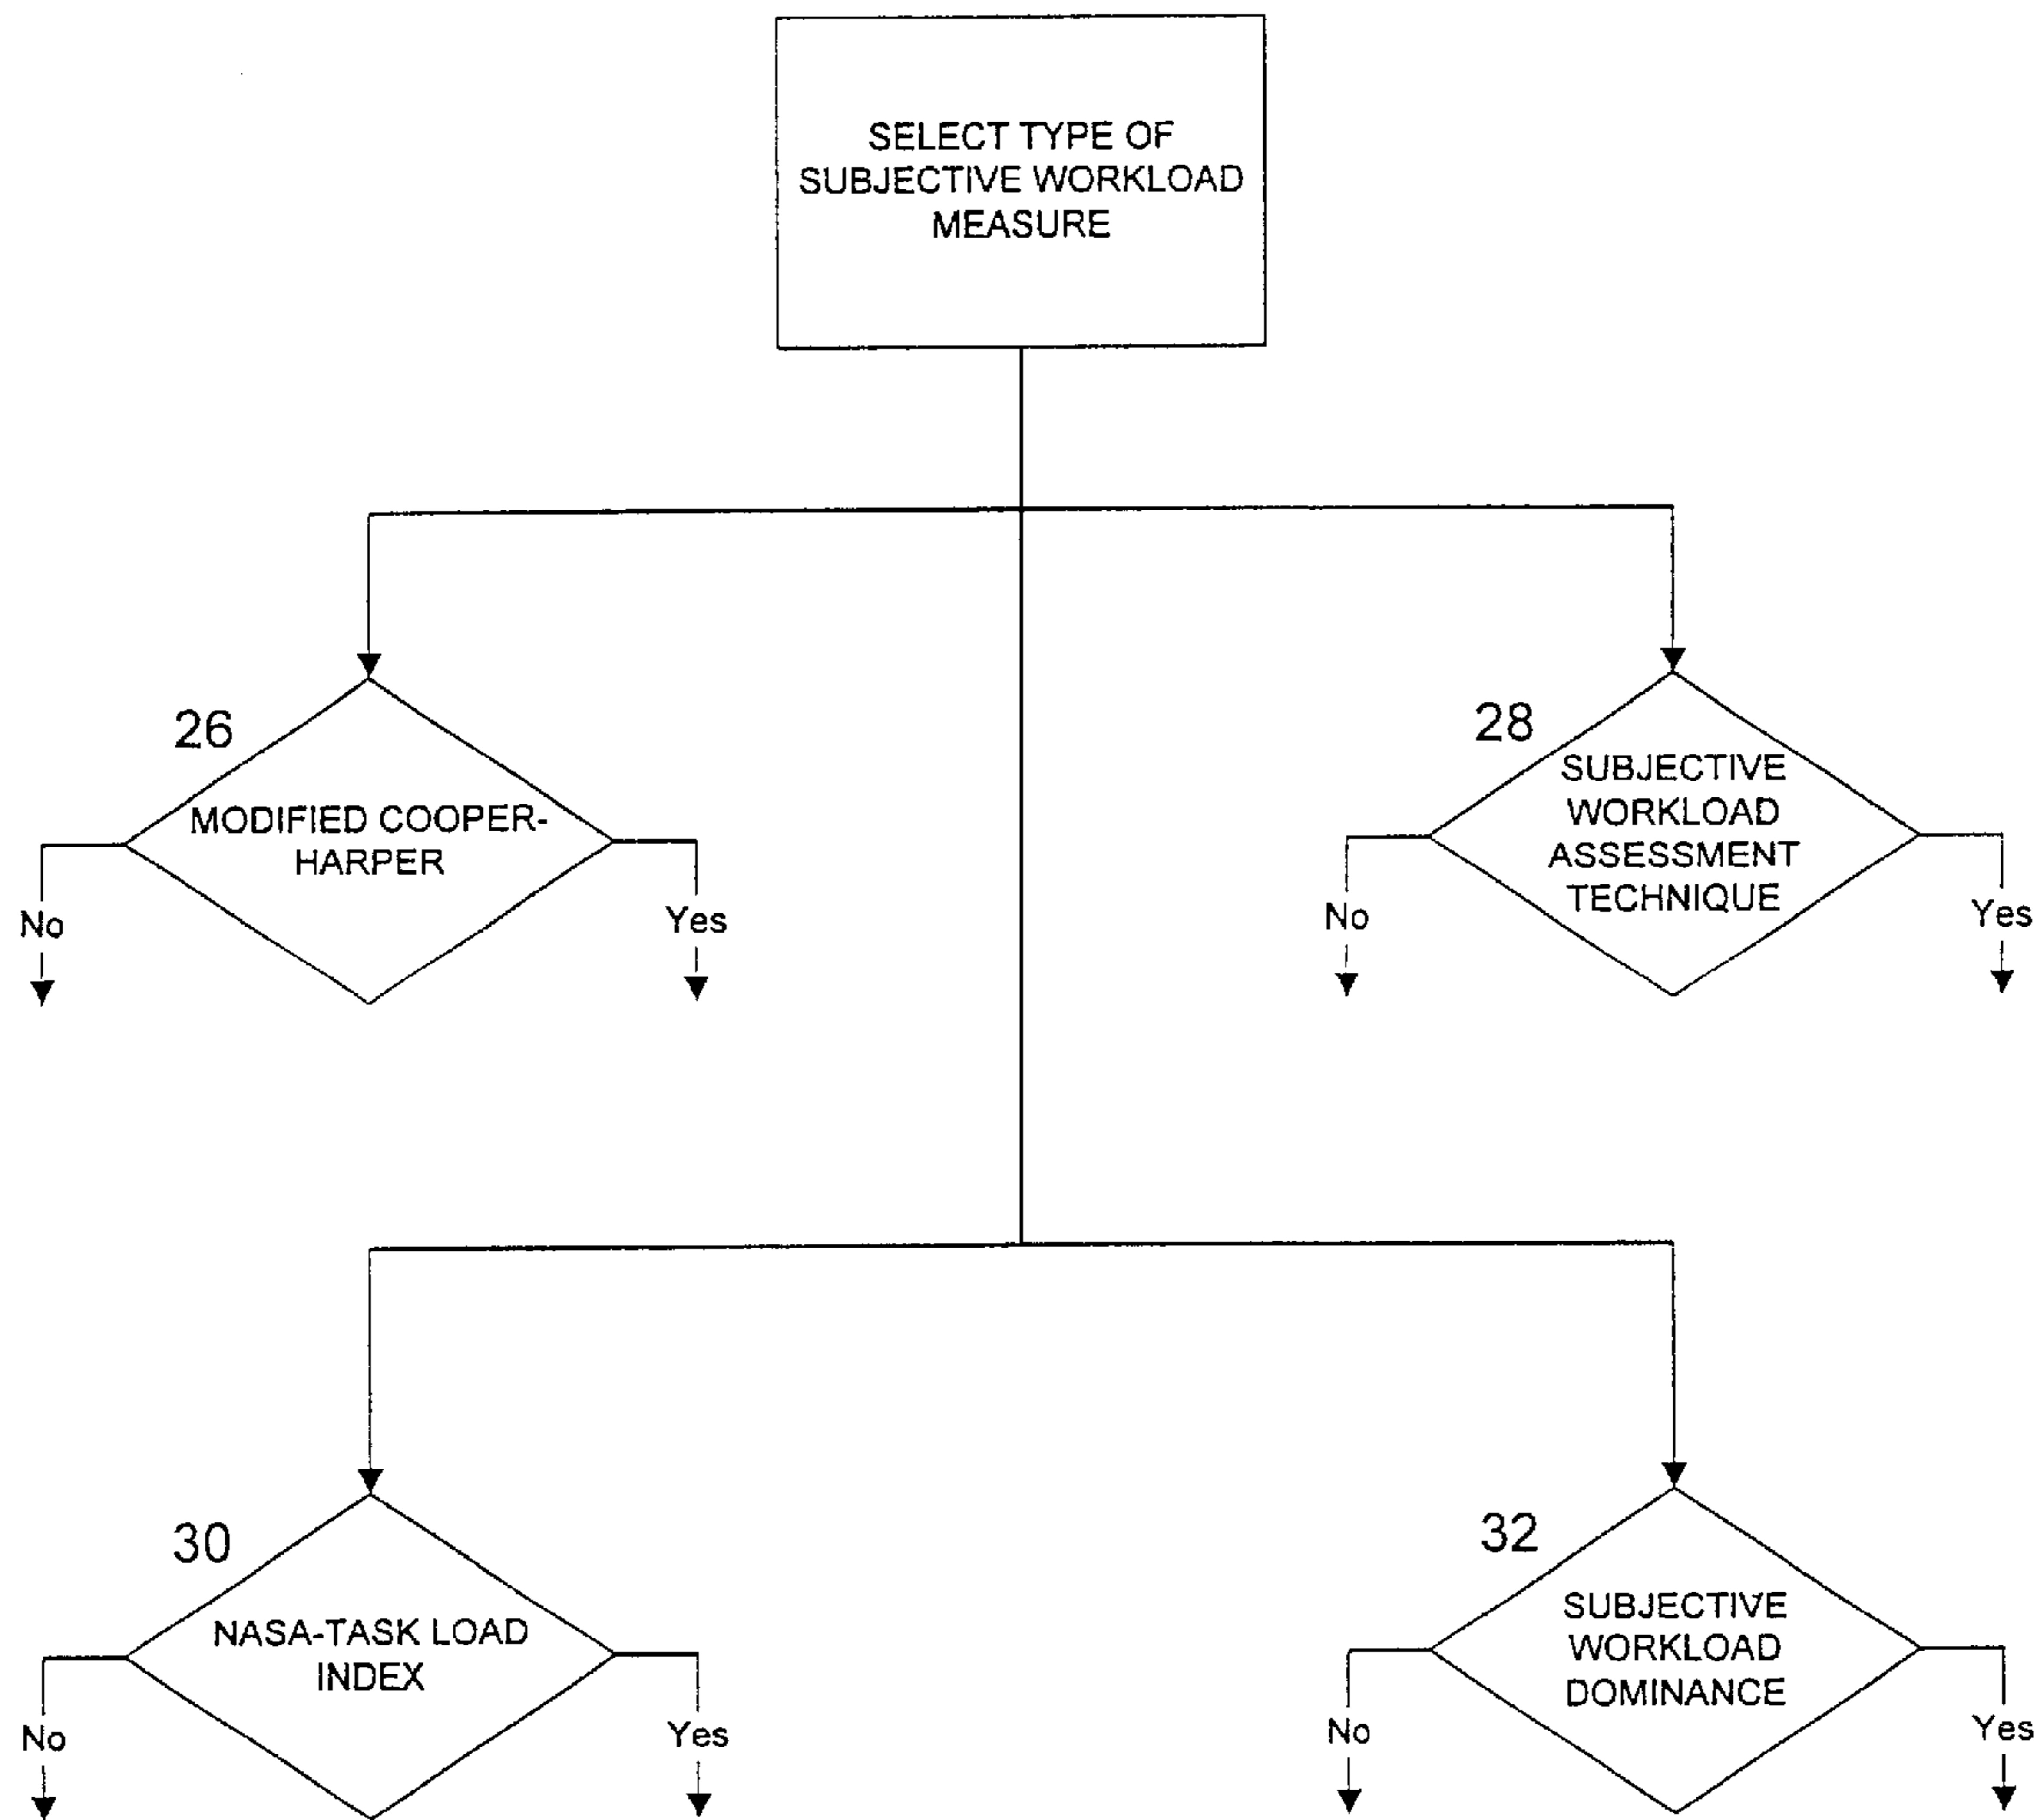 SELECT TYPE OF
SUBJECTIVE WORKLOAD
MEASURE
26
MODIFIED COOPER-
HARPER
No
Yes
28
SUBJECTIVE
WORKLOAD
ASSESSMENT
TECHNIQUE
No
Yes
30
NASA-TASK LOAD
INDEX
No
Yes
32
SUBJECTIVE
WORKLOAD
DOMINANCE
No
Yes